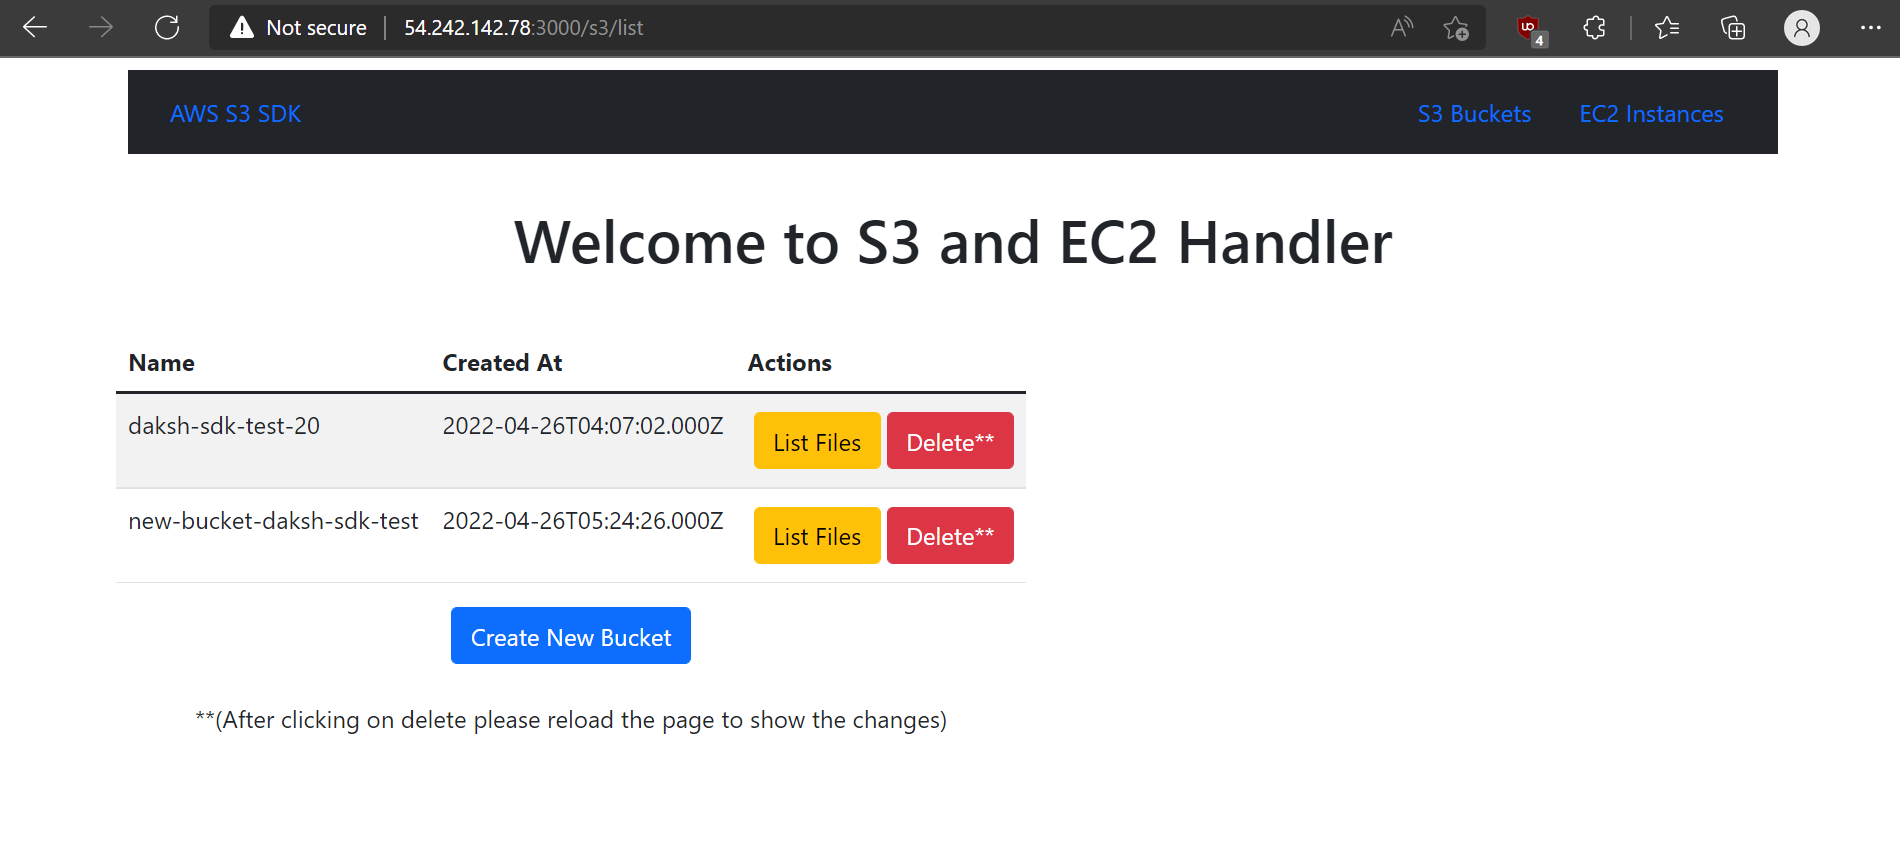 Not secure | 54.242.142.78:3000/s3/list
4
AWS S3 SDK S3 Buckets EC2 Instances
Welcome to S3 and EC2 Handler
Name Created At Actions
daksh-sdk-test-20 2022-04-26T04:07:02.000Z List Files Delete**
new-bucket-daksh-sdk-test 2022-04-26T05:24:26.000Z List Files Delete**
Create New Bucket
**(After clicking on delete please reload the page to show the changes)